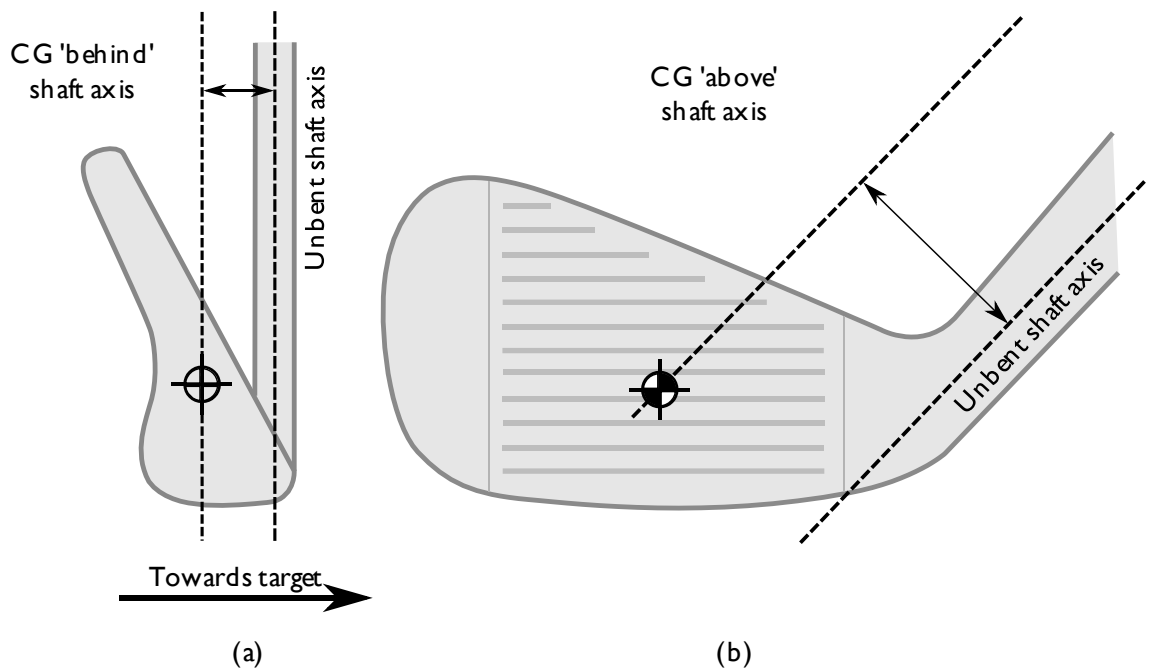 CG 'behind'
shaft axis
Unbent shaft axis
CG 'above'
shaft axis
Unbent shaft axis
Towards target
(a)
(b)